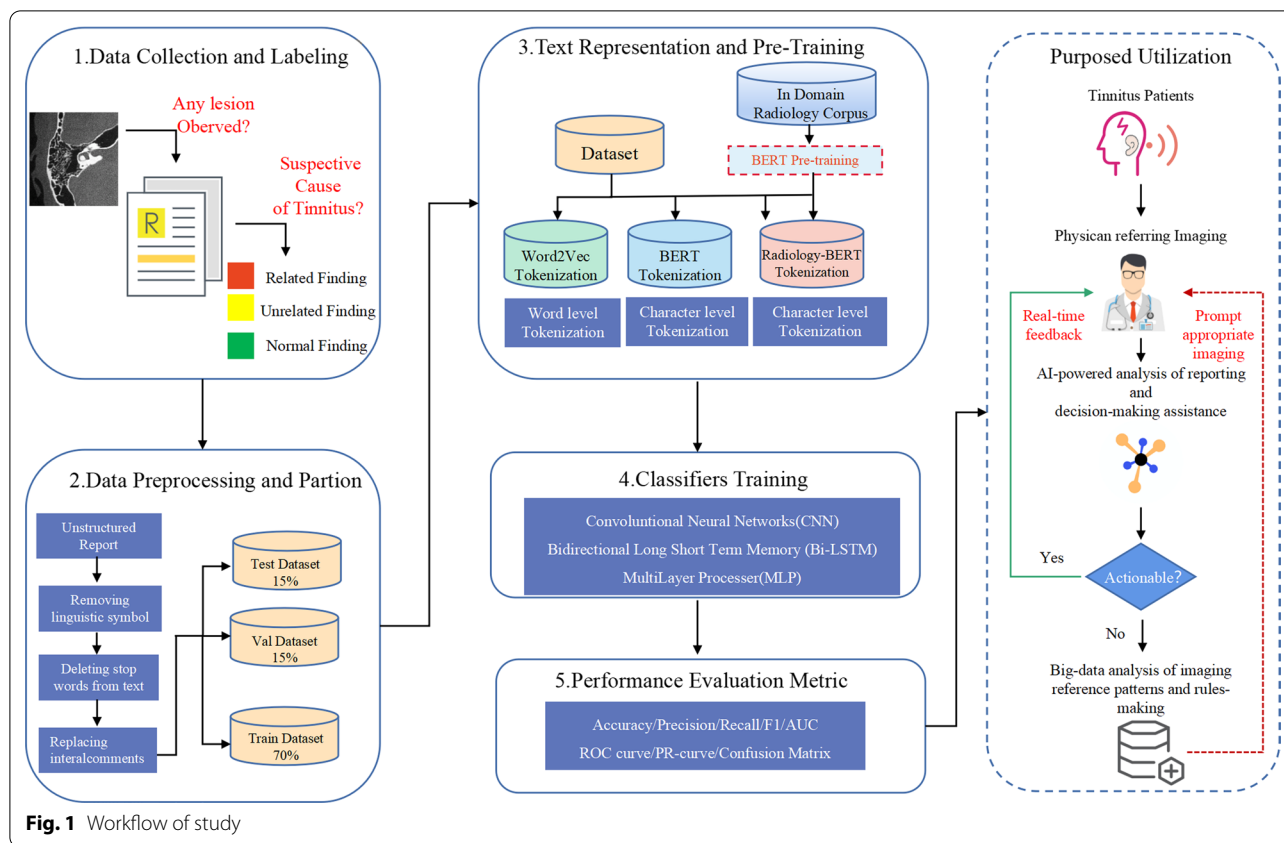 1.Data Collection and Labeling
Any lesion
Oberved?
Suspective
Cause
of Tinnitus?
R
Related Finding
Unrelated Finding
Normal Finding
2.Data Preprocessing and Partion
Unstructured
Report
Removing
linguistic symbol
Deleting stop
words from text
Replacing
interalcomments
Test Dataset
15%
Val Dataset
15%
Train Dataset
70%
3.Text Representation and Pre-Training
In Domain
Radiology Corpus
Dataset
BERT Pre-training
Word2Vec
Tokenization
BERT
Tokenization
Radiology-BERT
Tokenization
Word level
Tokenization
Character level
Tokenization
Character level
Tokenization
4.Classifiers Training
Convoluntional Neural Networks(CNN)
Bidirectional Long Short Term Memory (Bi-LSTM)
MultiLayer Processer(MLP)
5.Performance Evaluation Metric
Accuracy/Precision/Recall/F1/AUC
ROC curve/PR-curve/Confusion Matrix
Purposed Utilization
Tinnitus Patients
Physican referring Imaging
Real-time
feedback
Prompt
appropriate
imaging
AI-powered analysis of reporting
and
decision-making assistance
Yes
Actionable?
No
Big-data analysis of imaging
reference patterns and rules-
making
Fig. 1 Workflow of study